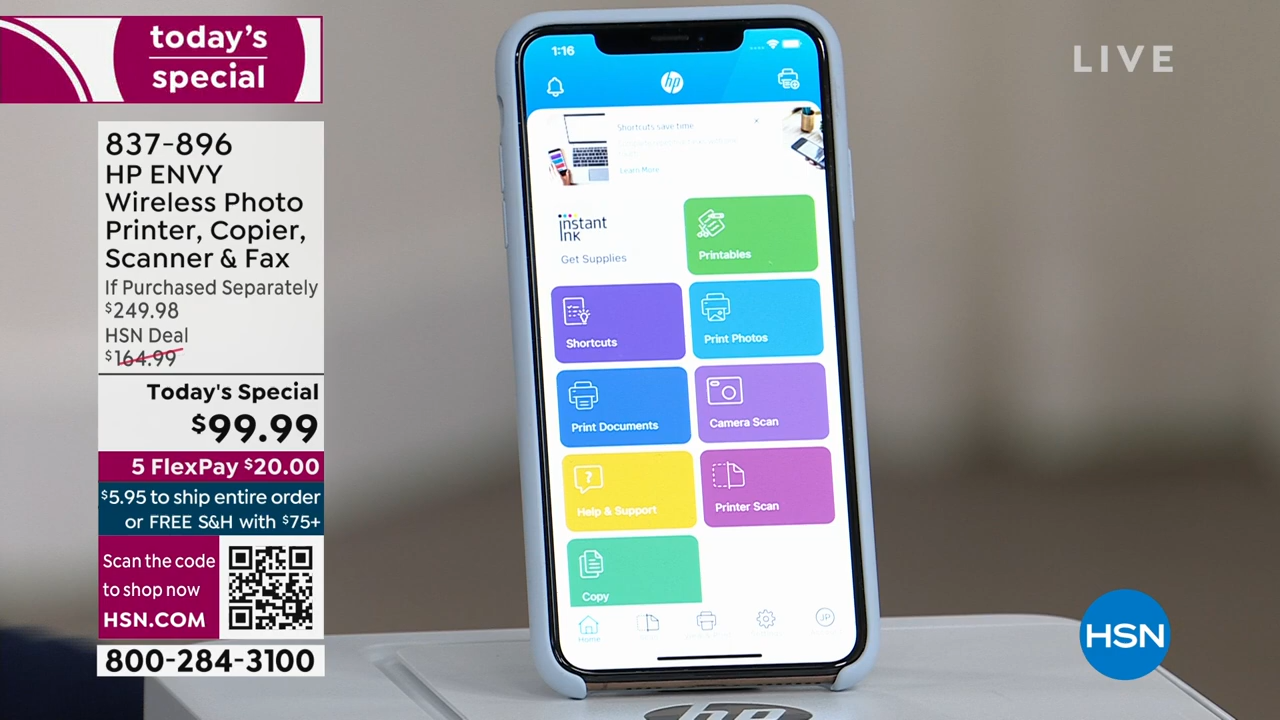 today's
special
837-896
HP ENVY
Wireless Photo
Printer, Copier,
Scanner & Fax
If Purchased Separately
$249.98
HSN Deal
$164.99
Today's Special
$99.99
5 FlexPay $20.00
$5.95 to ship entire order
or FREE S&H with $75+
Scan the code
to shop now
HSN.COM
800-284-3100
1:16
hp
Shortcuts save time
Learn More
instant
ink
Get Supplies
Printables
Shortcuts
Print Photos
Print Documents
Camera Scan
Help & Support
Printer Scan
Copy
Home
JP
hp
LIVE
HSN